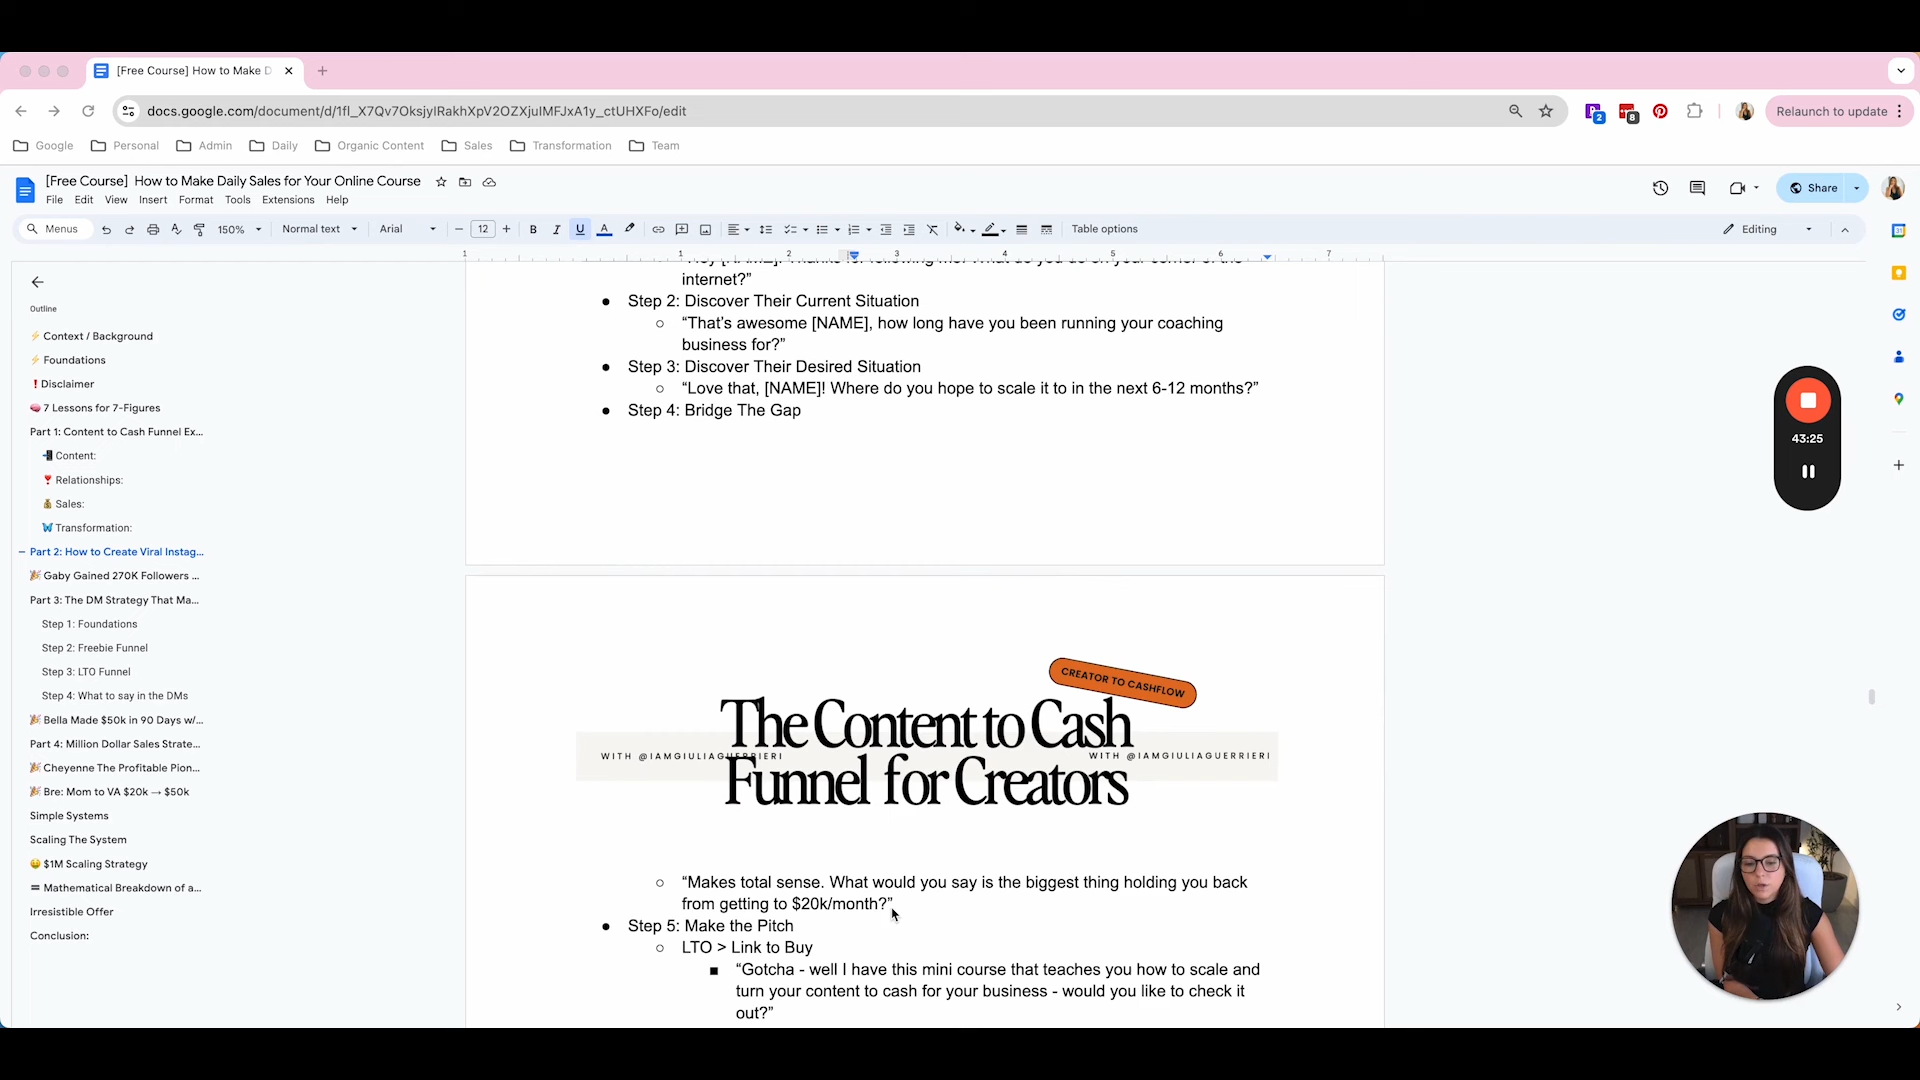 [Free Course] How to Make D
docs.google.com/document/d/1fl_X7Qv7OksjyIRakhXpV2OZXjuIMFJxA1y_ctUHXFo/edit
2
8
Relaunch to update
Google
Personal
Admin
Daily
Organic Content
Sales
Transformation
Team
[Free Course] How to Make Daily Sales for Your Online Course
File Edit View Insert Format Tools Extensions Help
Share
Menus
150%
Normal text
Arial
12
B I U A
Table options
Editing
31
1 1 2 3 4 5 6 7
Outline
⚡ Context / Background
⚡ Foundations
❗ Disclaimer
🧠 7 Lessons for 7-Figures
Part 1: Content to Cash Funnel Ex...
📲 Content:
❣️ Relationships:
💰 Sales:
🦋 Transformation:
Part 2: How to Create Viral Instag...
🎉 Gaby Gained 270K Followers ...
Part 3: The DM Strategy That Ma...
Step 1: Foundations
Step 2: Freebie Funnel
Step 3: LTO Funnel
Step 4: What to say in the DMs
🎉 Bella Made $50k in 90 Days w/...
Part 4: Million Dollar Sales Strate...
🎉 Cheyenne The Profitable Pion...
🎉 Bre: Mom to VA $20k → $50k
Simple Systems
Scaling The System
🤑 $1M Scaling Strategy
🟰 Mathematical Breakdown of a...
Irresistible Offer
Conclusion:
internet?”
● Step 2: Discover Their Current Situation
○ “That’s awesome [NAME], how long have you been running your coaching
business for?”
● Step 3: Discover Their Desired Situation
○ “Love that, [NAME]! Where do you hope to scale it to in the next 6-12 months?”
● Step 4: Bridge The Gap
43:25
CREATOR TO CASHFLOW
The Content to Cash
WITH @IAMGIULIAGUERRIERI
WITH @IAMGIULIAGUERRIERI
Funnel for Creators
○ “Makes total sense. What would you say is the biggest thing holding you back
from getting to $20k/month?”
● Step 5: Make the Pitch
○ LTO > Link to Buy
■ “Gotcha - well I have this mini course that teaches you how to scale and
turn your content to cash for your business - would you like to check it
out?”